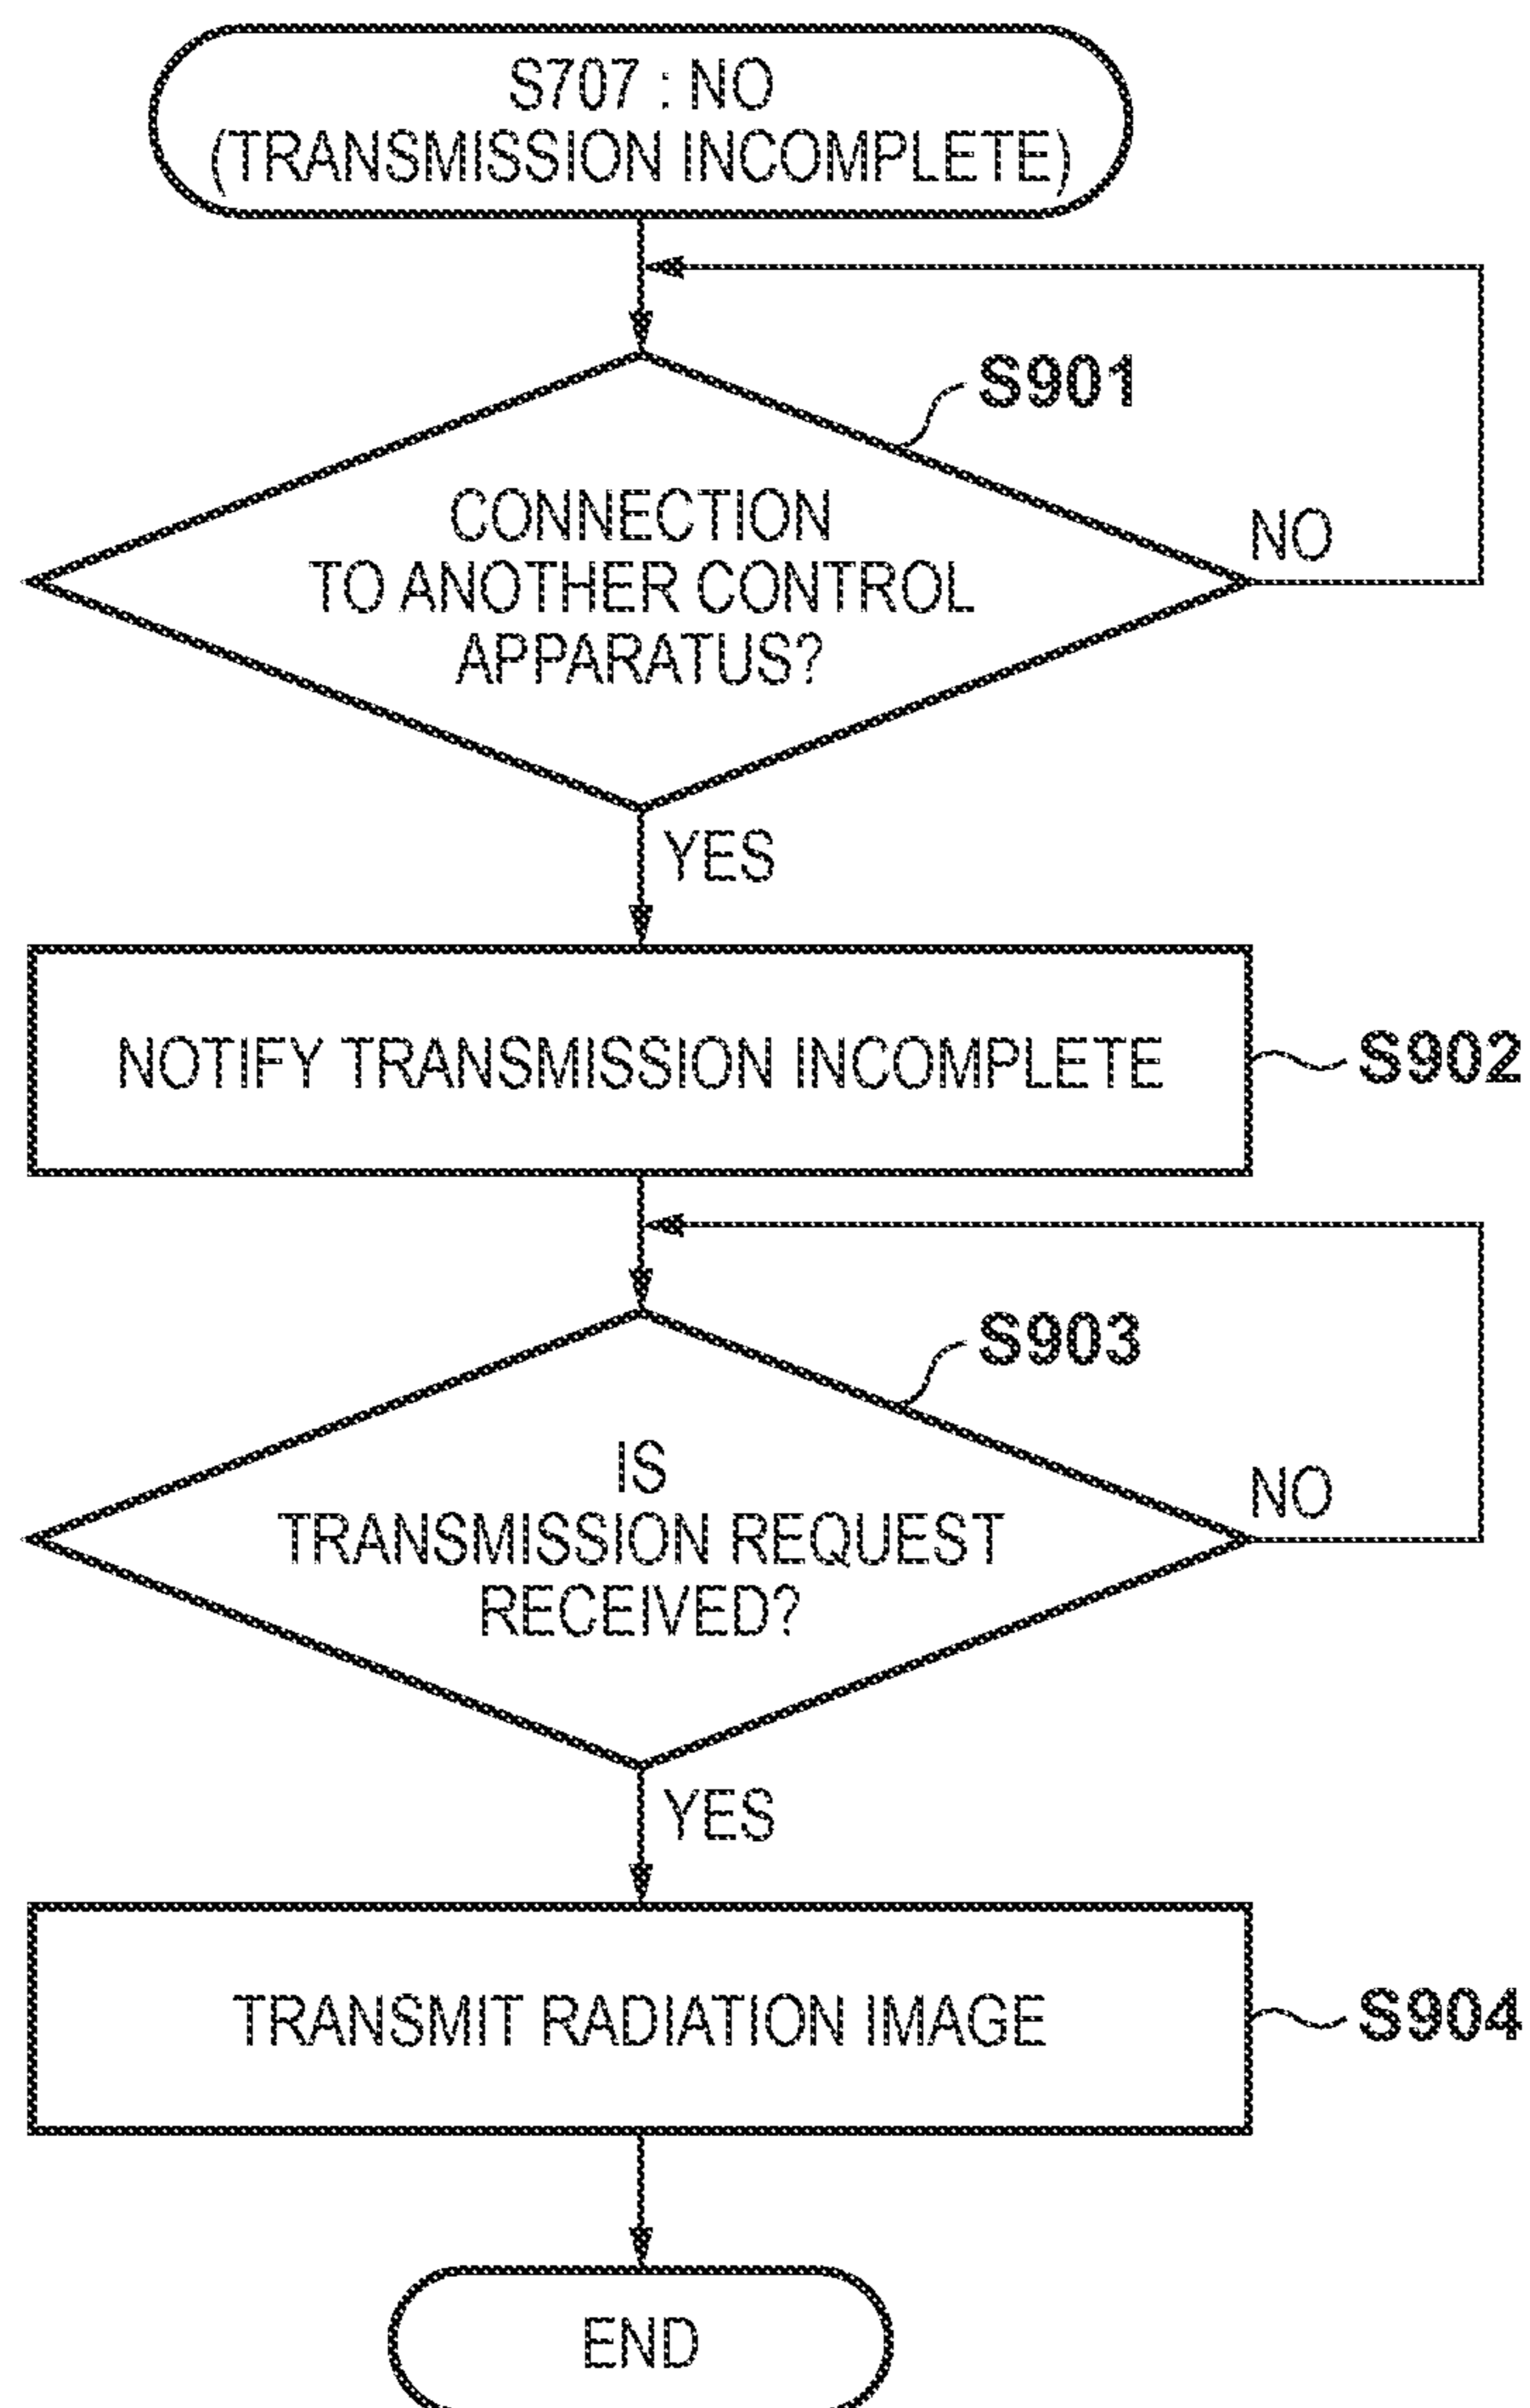 S707 : NO
(TRANSMISSION INCOMPLETE)
S901
CONNECTION
TO ANOTHER CONTROL
APPARATUS?
NO
YES
NOTIFY TRANSMISSION INCOMPLETE
S902
S903
IS
TRANSMISSION REQUEST
RECEIVED?
NO
YES
TRANSMIT RADIATION IMAGE
S904
END